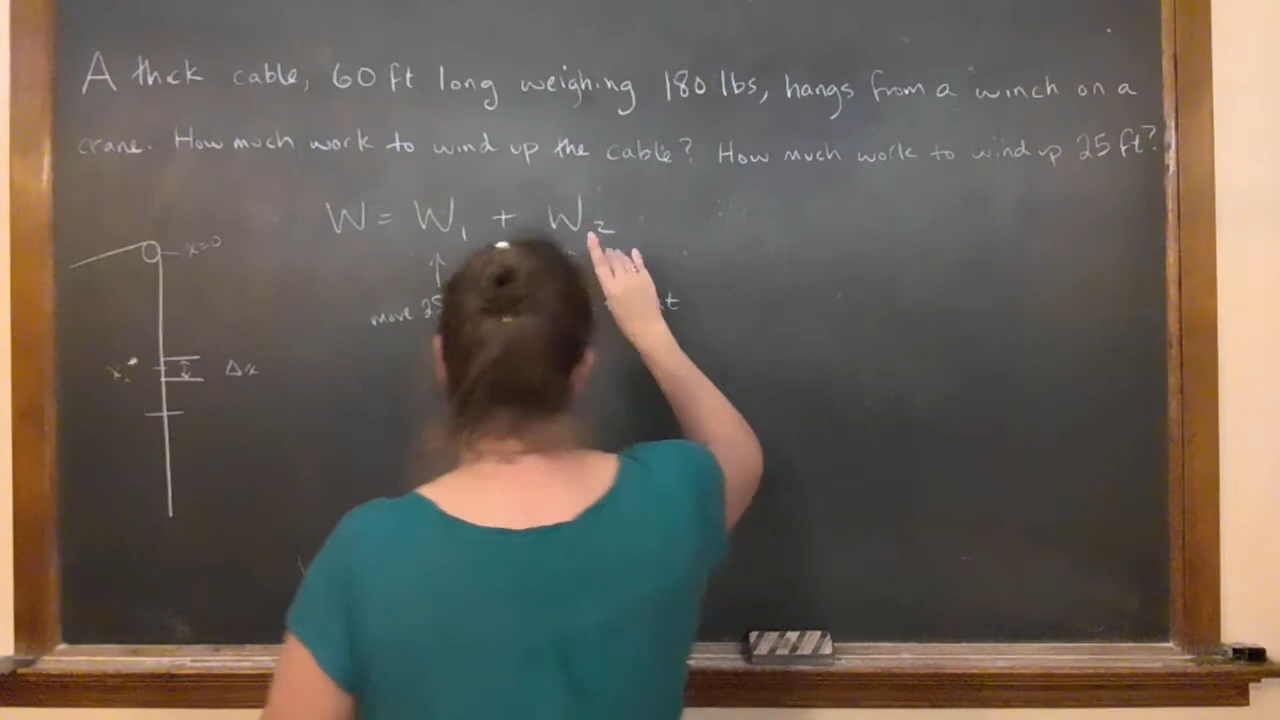 A thick cable, 60 ft long weighing 180 lbs, hangs from a winch on a
crane. How much work to wind up the cable? How much work to wind up 25 ft?
W = W₁ + W₂
x=0
move 25
xᵢ* Δx